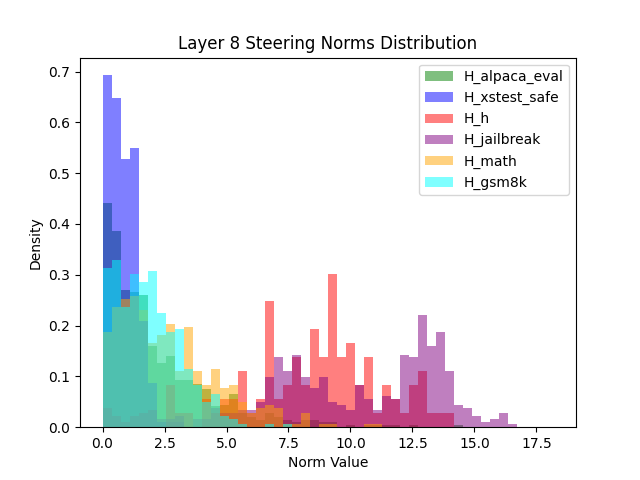 Layer 8 Steering Norms Distribution
H_alpaca_eval
H_xstest_safe
H_h
H_jailbreak
H_math
H_gsm8k
0.7
0.6
0.5
0.4
0.3
0.2
0.1
0.0
Density
0.0 2.5 5.0 7.5 10.0 12.5 15.0 17.5
Norm Value